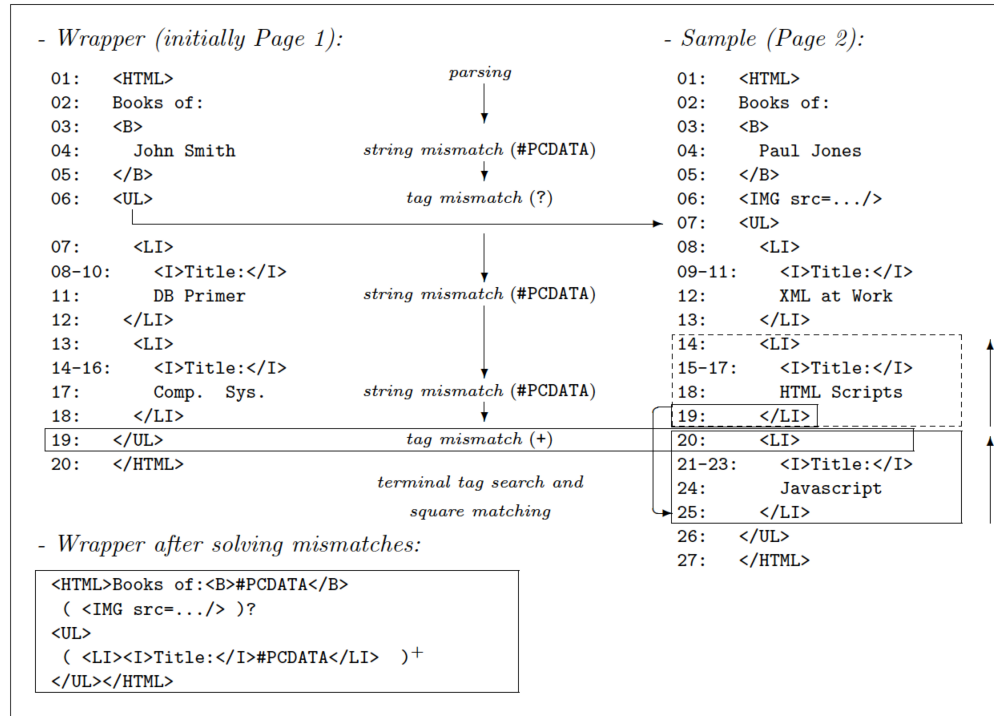 - Wrapper (initially Page 1):
01: <HTML>
02: Books of:
03: <B>
04: John Smith
05: </B>
06: <UL>
07: <LI>
08-10: <I>Title:</I>
11: DB Primer
12: </LI>
13: <LI>
14-16: <I>Title:</I>
17: Comp. Sys.
18: </LI>
19: </UL>
20: </HTML>
parsing
string mismatch (#PCDATA)
tag mismatch (?)
string mismatch (#PCDATA)
string mismatch (#PCDATA)
tag mismatch (+)
terminal tag search and
square matching
- Sample (Page 2):
01: <HTML>
02: Books of:
03: <B>
04: Paul Jones
05: </B>
06: <IMG src=.../>
07: <UL>
08: <LI>
09-11: <I>Title:</I>
12: XML at Work
13: </LI>
14: <LI>
15-17: <I>Title:</I>
18: HTML Scripts
19: </LI>
20: <LI>
21-23: <I>Title:</I>
24: Javascript
25: </LI>
26: </UL>
27: </HTML>
- Wrapper after solving mismatches:
<HTML>Books of:<B>#PCDATA</B>
( <IMG src=.../> )?
<UL>
( <LI><I>Title:</I>#PCDATA</LI> )+
</UL></HTML>